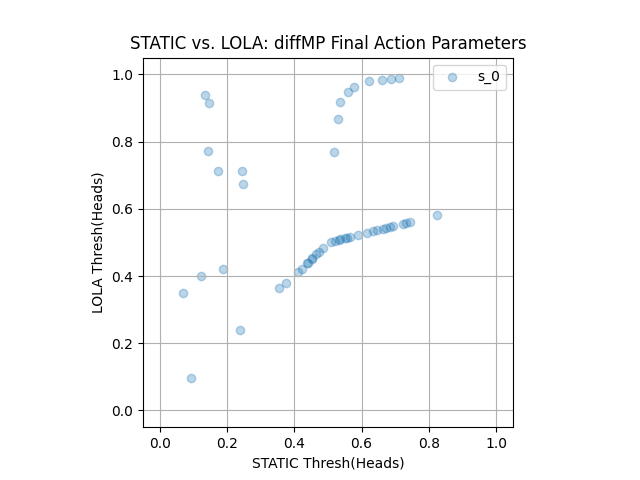 STATIC vs. LOLA: diffMP Final Action Parameters
s_0
1.0
0.8
0.6
0.4
0.2
0.0
LOLA Thresh(Heads)
0.0 0.2 0.4 0.6 0.8 1.0
STATIC Thresh(Heads)